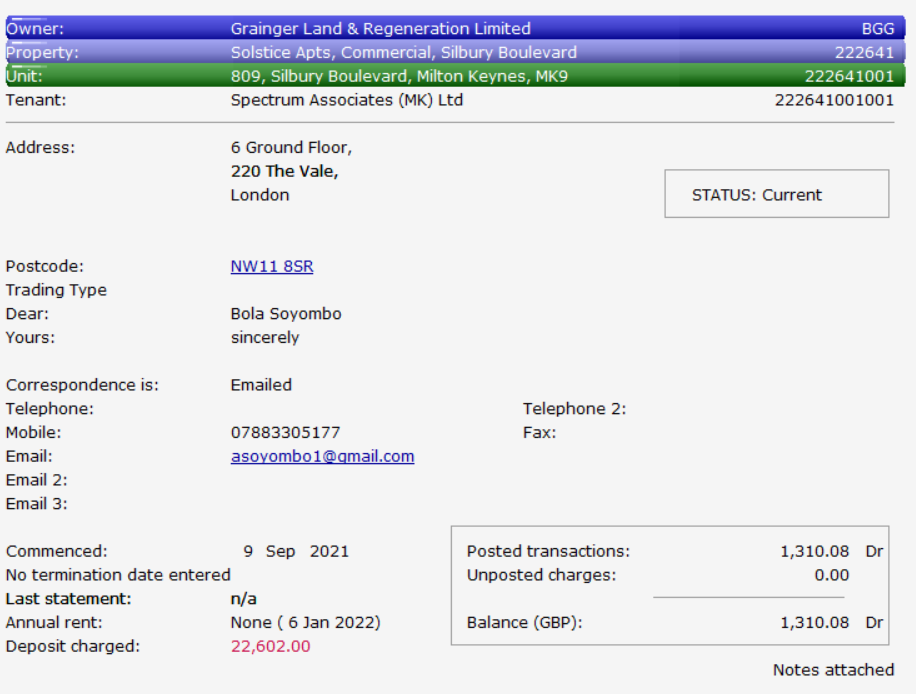 Owner: Grainger Land & Regeneration Limited BGG
Property: Solstice Apts, Commercial, Silbury Boulevard 222641
Unit: 809, Silbury Boulevard, Milton Keynes, MK9 222641001
Tenant: Spectrum Associates (MK) Ltd 222641001001
Address: 6 Ground Floor,
220 The Vale,
London STATUS: Current
Postcode: NW11 8SR
Trading Type
Dear: Bola Soyombo
Yours: sincerely
Correspondence is: Emailed
Telephone: Telephone 2:
Mobile: 07883305177 Fax:
Email: asoyombo1@gmail.com
Email 2:
Email 3:
Commenced: 9 Sep 2021 Posted transactions: 1,310.08 Dr
No termination date entered Unposted charges: 0.00
Last statement: n/a
Annual rent: None ( 6 Jan 2022) Balance (GBP): 1,310.08 Dr
Deposit charged: 22,602.00
Notes attached